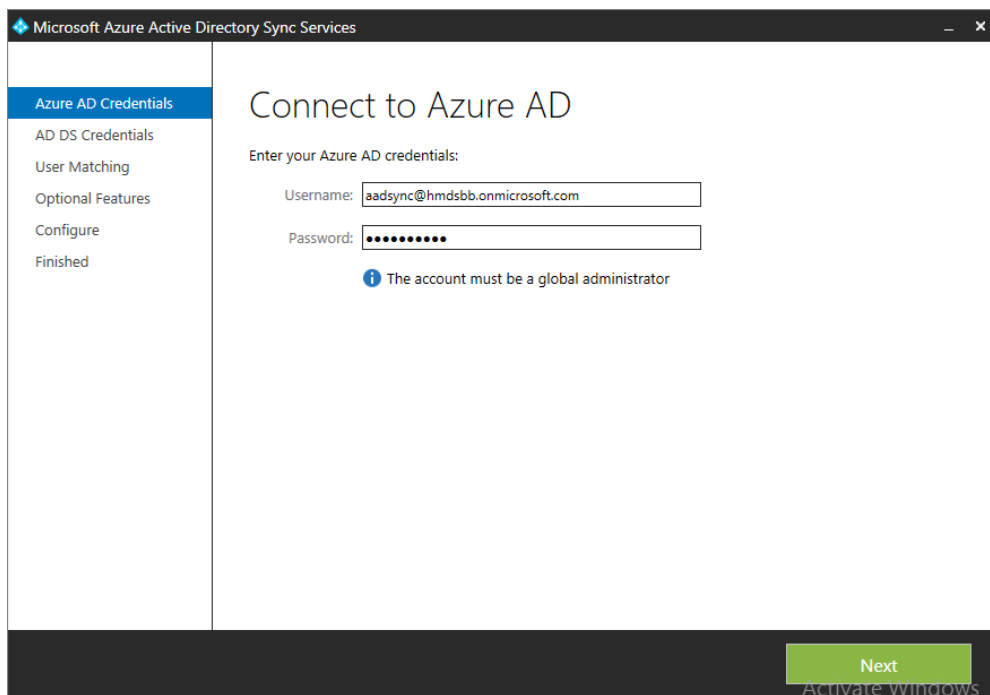 Microsoft Azure Active Directory Sync Services
Azure AD Credentials
AD DS Credentials
User Matching
Optional Features
Configure
Finished
Connect to Azure AD
Enter your Azure AD credentials:
Username: aadsync@hmdsbb.onmicrosoft.com
Password: ●●●●●●●●●●
The account must be a global administrator
Next
Activate Windows